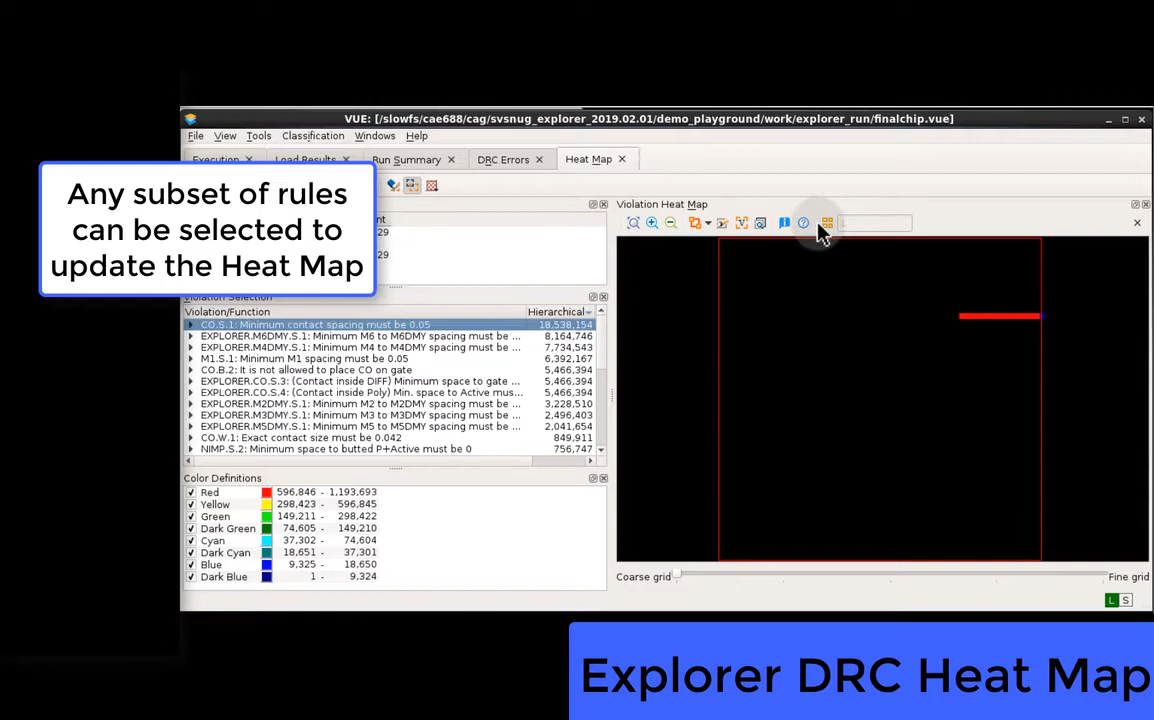 VUE: [/slowfs/cae688/cag/svsnug_explorer_2019.02.01/demo_playground/work/explorer_run/finalchip.vue]
File View Tools Classification Windows Help
Execution Load Results Run Summary DRC Errors Heat Map
Any subset of rules
can be selected to
update the Heat Map
29
29
Violation Heat Map
Violation Selection
Violation/Function Hierarchical
CO.S.1: Minimum contact spacing must be 0.05 18,538,154
EXPLORER.M6DMY.S.1: Minimum M6 to M6DMY spacing must be ... 8,164,746
EXPLORER.M4DMY.S.1: Minimum M4 to M4DMY spacing must be ... 7,734,543
M1.S.1: Minimum M1 spacing must be 0.05 6,392,167
CO.B.2: It is not allowed to place CO on gate 5,466,394
EXPLORER.CO.S.3: (Contact inside DIFF) Minimum space to gate ... 5,466,394
EXPLORER.CO.S.4: (Contact inside Poly) Min. space to Active mus... 5,466,394
EXPLORER.M2DMY.S.1: Minimum M2 to M2DMY spacing must be ... 3,228,510
EXPLORER.M3DMY.S.1: Minimum M3 to M3DMY spacing must be ... 2,496,403
EXPLORER.M5DMY.S.1: Minimum M5 to M5DMY spacing must be ... 2,041,654
CO.W.1: Exact contact size must be 0.042 849,911
NIMP.S.2: Minimum space to butted P+Active must be 0 756,747
Color Definitions
Red 596,846 - 1,193,693
Yellow 298,423 - 596,845
Green 149,211 - 298,422
Dark Green 74,605 - 149,210
Cyan 37,302 - 74,604
Dark Cyan 18,651 - 37,301
Blue 9,325 - 18,650
Dark Blue 1 - 9,324
Coarse grid Fine grid
L S
Explorer DRC Heat Map